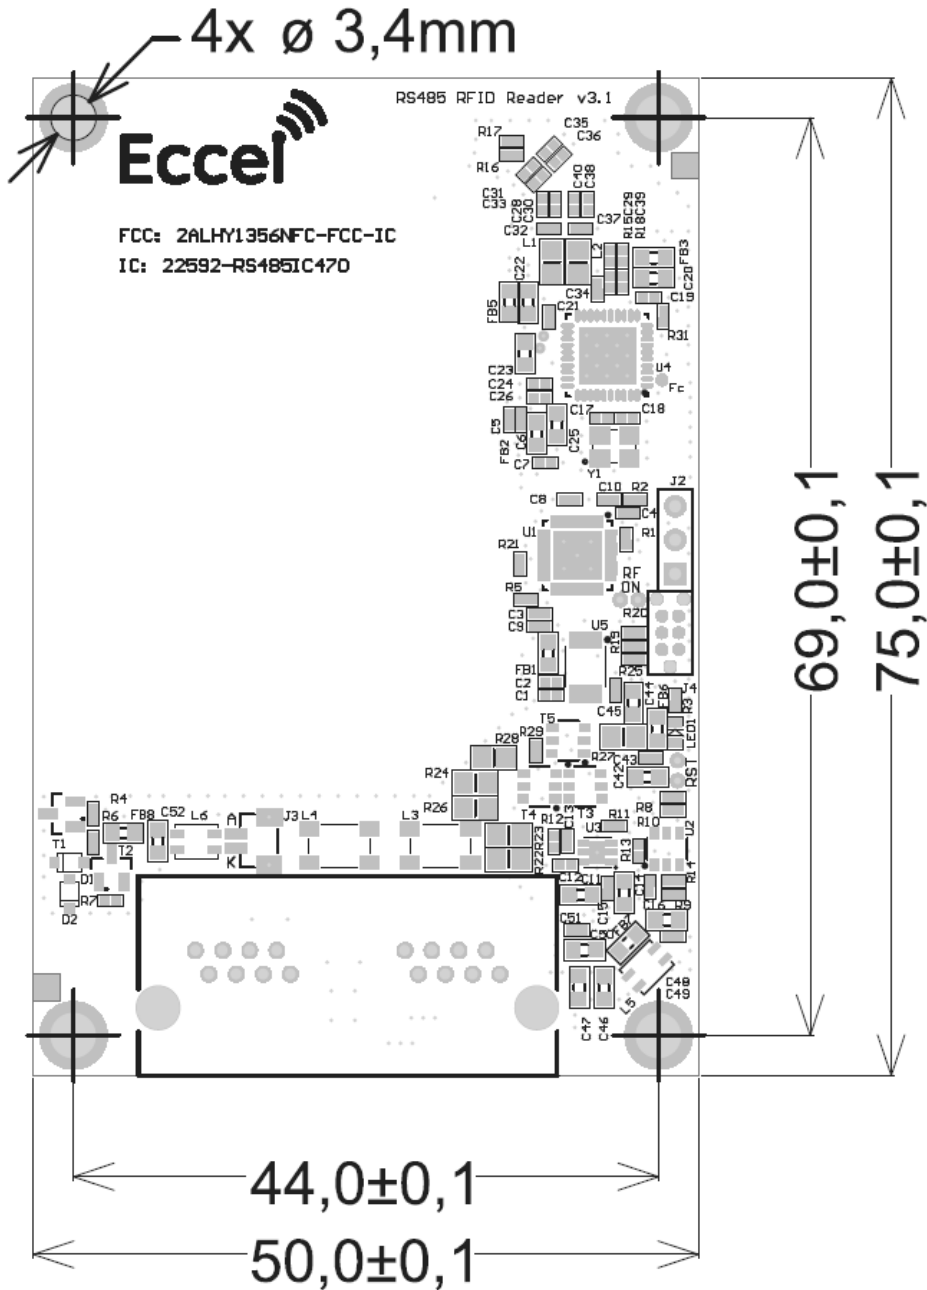 4x ø 3,4mm
RS485 RFID Reader v3.1
Eccel
FCC: 2ALHY1356NFC-FCC-IC
IC: 22592-RS485IC470
R17
C35
C36
R16
C40
C38
C31
C33
C28
C30
R15C29
R18C39
C32
C37
L1
L2
FB3
C20
C22
C34
C19
FB5
C21
R31
C23
U4
Fc
C24
C26
C17
C18
C5
C6
C25
FB2
C7
Y1
J2
C8
C10
R2
C4
U1
R1
R21
RF
ON
R5
R20
C3
C9
U5
R19
FB1
R25
C2
C1
C44
FB6
J4
R3
C45
LED1
T5
R29
R28
R27
C43
C42
RST
R24
R26
R4
R6
FB8
C52
L6
A
J3
L4
L3
T4
T3
R12
C13
R11
R8
R10
U2
U3
R23
R22
R13
T1
T2
K
D1
R7
D2
C12
C11
C15
C14
R14
C16
R9
C51
FB7
C48
C49
L5
C47
C46
69,0±0,1
75,0±0,1
44,0±0,1
50,0±0,1